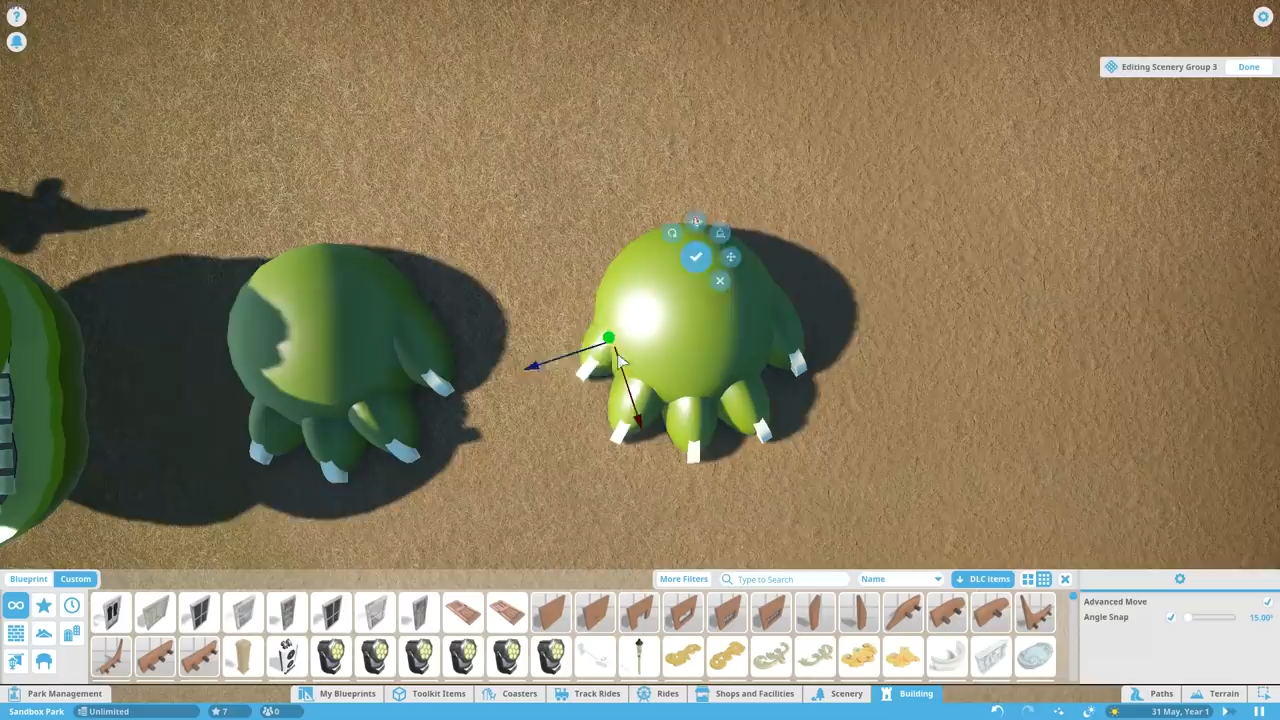 ?
Editing Scenery Group 3 Done
Blueprint Custom More Filters Type to Search Name DLC items
Advanced Move
Angle Snap 15.00°
Park Management My Blueprints Toolkit Items Coasters Track Rides Rides Shops and Facilities Scenery Building Paths Terrain
Sandbox Park Unlimited 7 0 31 May, Year 1